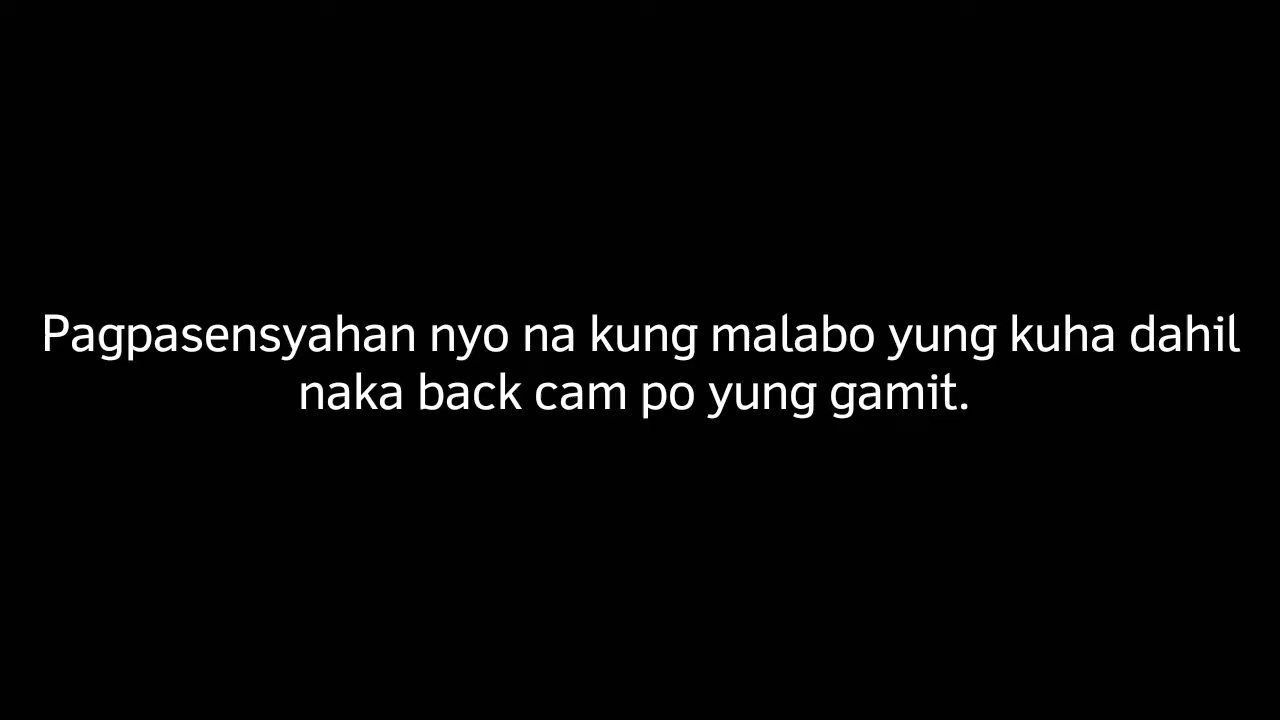 Pagpasensyahan nyo na kung malabo yung kuha dahil
naka back cam po yung gamit.